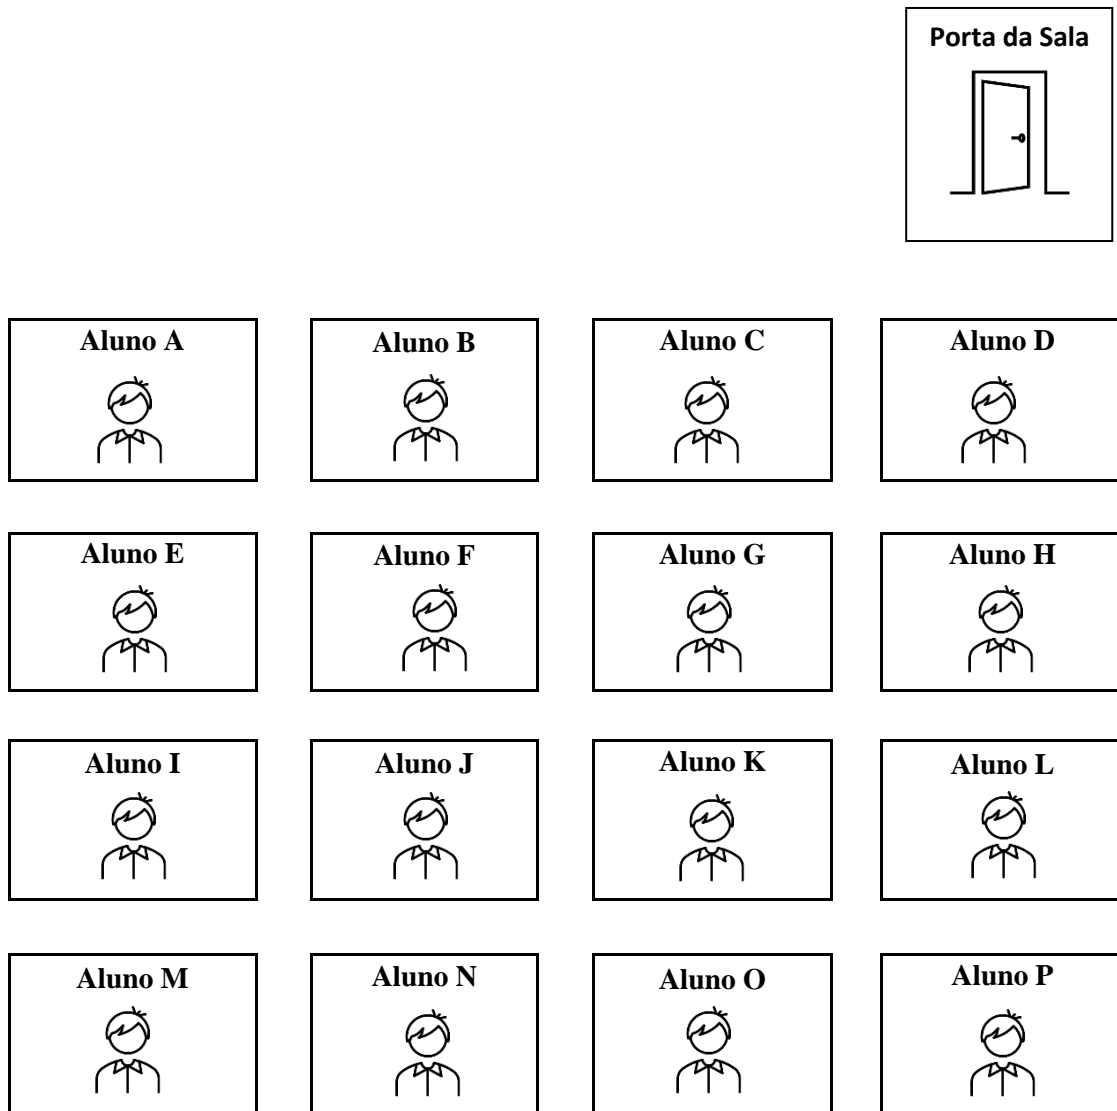 Porta da Sala
Aluno A
Aluno B
Aluno C
Aluno D
Aluno E
Aluno F
Aluno G
Aluno H
Aluno I
Aluno J
Aluno K
Aluno L
Aluno M
Aluno N
Aluno O
Aluno P